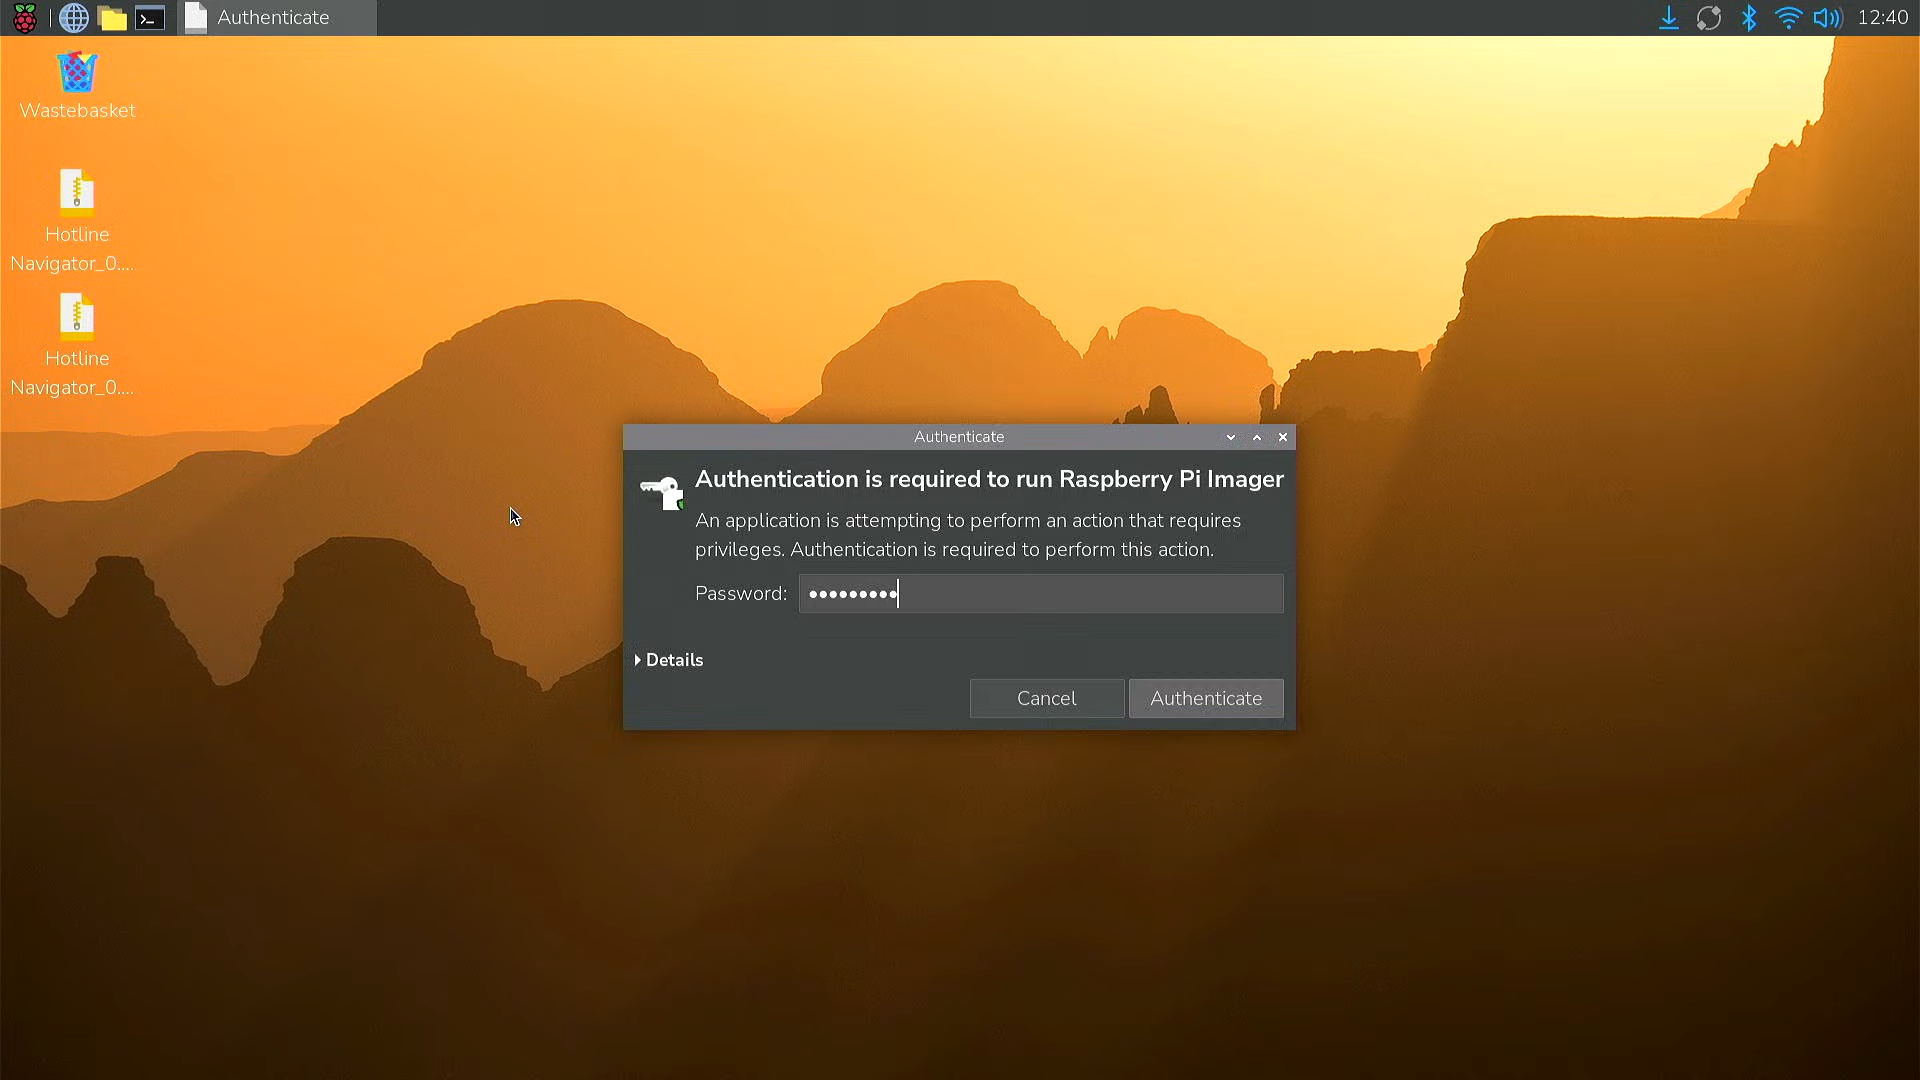 Authenticate
12:40
Wastebasket
Hotline
Navigator_0....
Hotline
Navigator_0....
Authenticate
Authentication is required to run Raspberry Pi Imager
An application is attempting to perform an action that requires
privileges. Authentication is required to perform this action.
Password: •••••••••
Details
Cancel
Authenticate